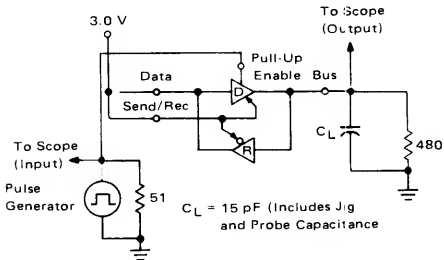 3.0 V
To Scope
(Output)
Pull-Up
Enable
Data
D
Bus
Send/Rec
R
To Scope
(Input)
Pulse
Generator
51
CL
480
CL = 15 pF (Includes Jig
and Probe Capacitance